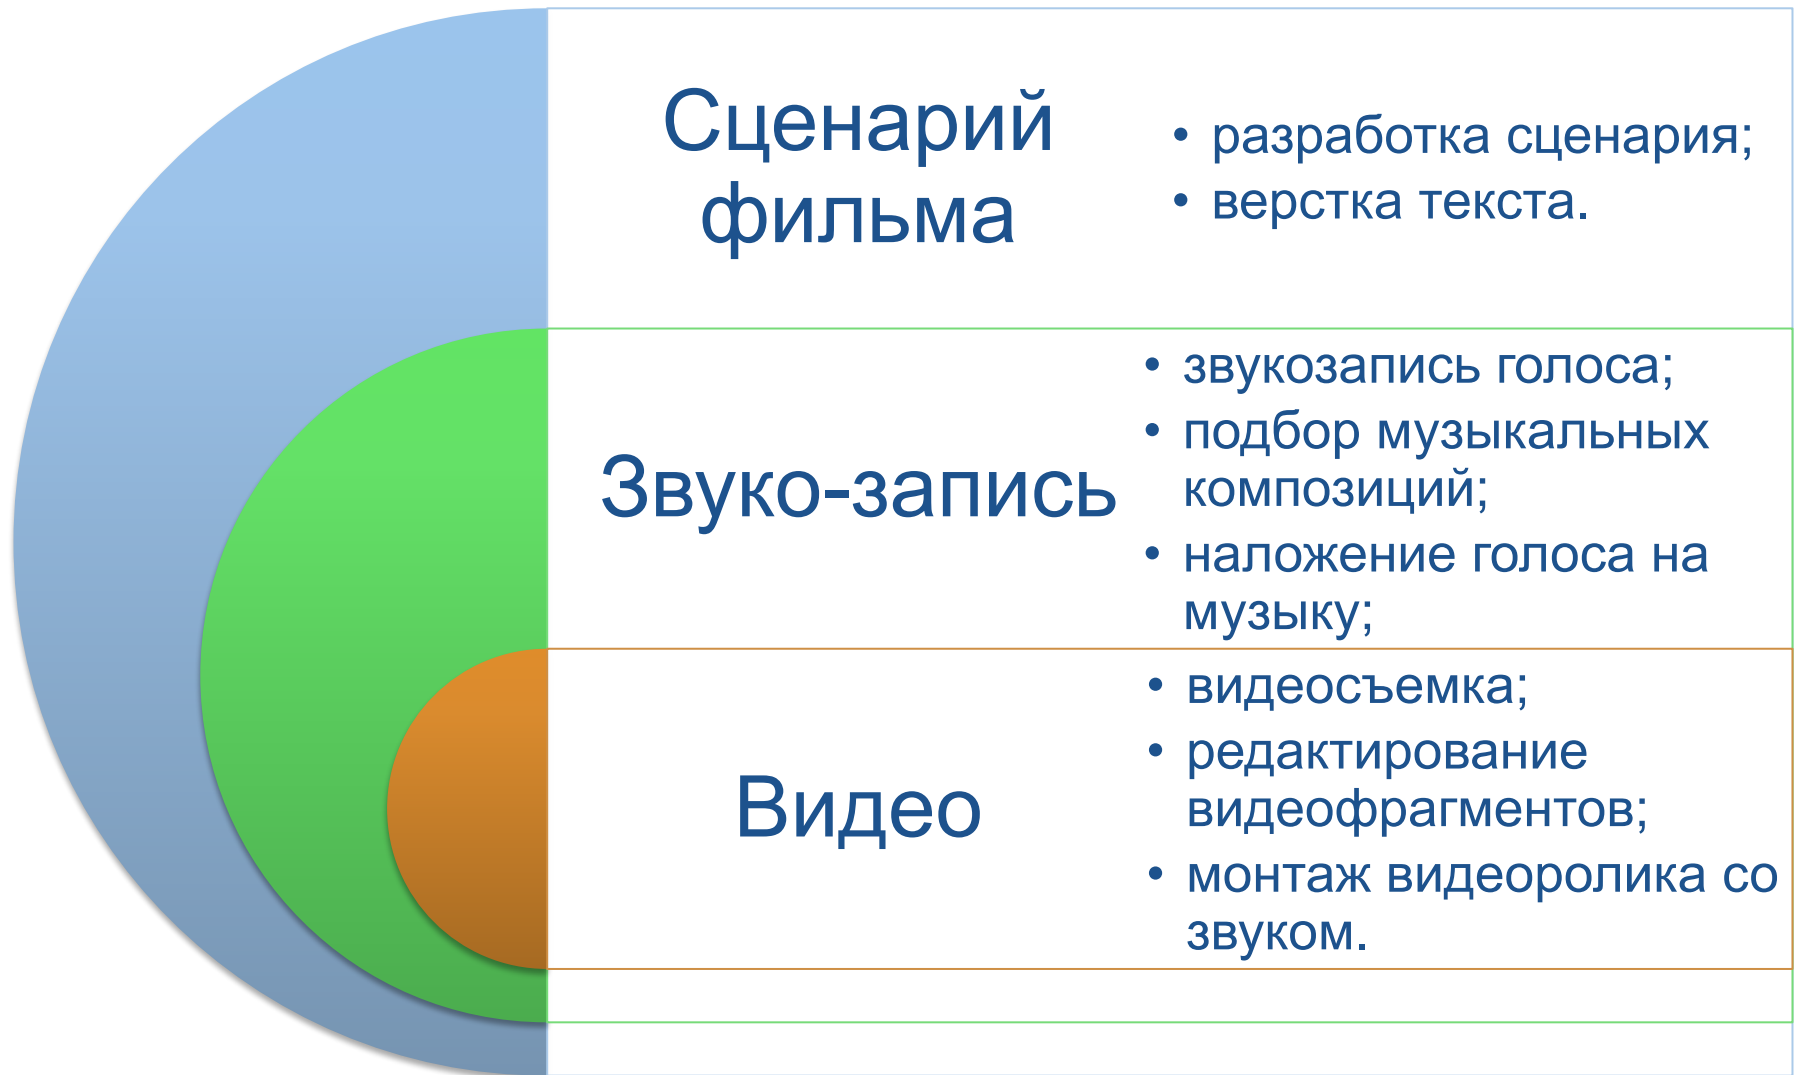 Сценарий
фильма
• разработка сценария;
• верстка текста.
Звуко-запись
• звукозапись голоса;
• подбор музыкальных
композиций;
• наложение голоса на
музыку;
Видео
• видеосъемка;
• редактирование
видеофрагментов;
• монтаж видеоролика со
звуком.